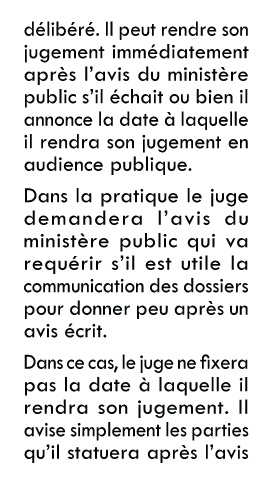 délibéré. Il peut rendre son
jugement immédiatement
après l'avis du ministère
public s'il échait ou bien il
annonce la date à laquelle
il rendra son jugement en
audience publique.
Dans la pratique le juge
demandera l'avis du
ministère public qui va
requérir s'il est utile la
communication des dossiers
pour donner peu après un
avis écrit.
Dans ce cas, le juge ne fixera
pas la date à laquelle il
rendra son jugement. Il
avise simplement les parties
qu'il statuera après l'avis